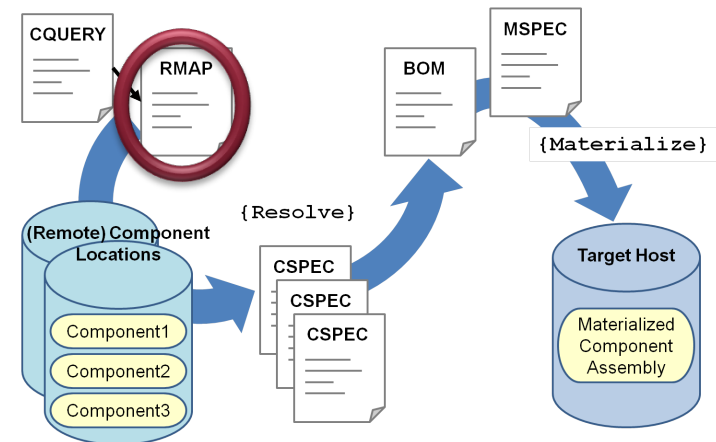 CQUERY
RMAP
BOM
MSPEC
{Materialize}
{Resolve}
(Remote) Component
Locations
Component1
Component2
Component3
CSPEC
CSPEC
CSPEC
Target Host
Materialized
Component
Assembly